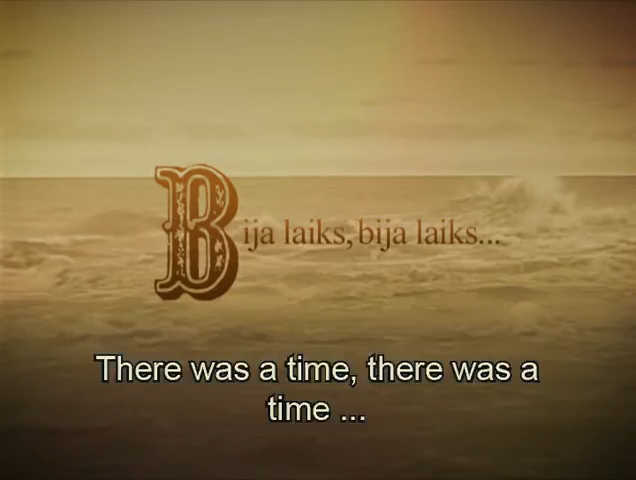 Bija laiks, bija laiks...
There was a time, there was a
time ...